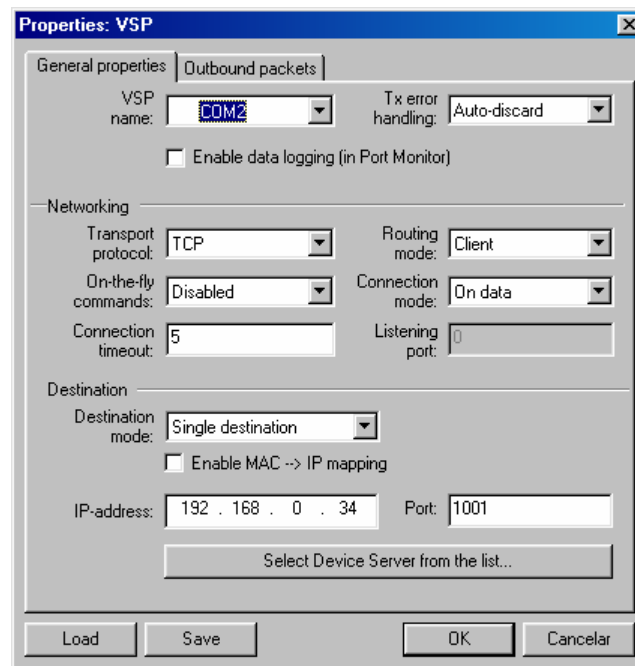 Properties: VSP
General properties
Outbound packets
VSP name: COM2
Tx error handling: Auto-discard
Enable data logging (in Port Monitor)
Networking
Transport protocol: TCP
Routing mode: Client
On-the-fly commands: Disabled
Connection mode: On data
Connection timeout: 5
Listening port: 0
Destination
Destination mode: Single destination
Enable MAC --> IP mapping
IP-address: 192 . 168 . 0 . 34
Port: 1001
Select Device Server from the list...
Load
Save
OK
Cancelar